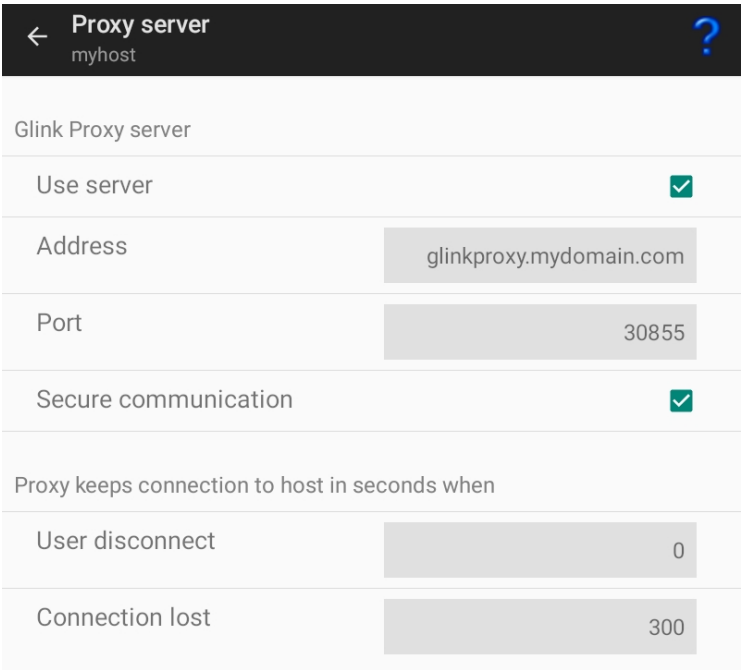 Proxy server
myhost
?
Glink Proxy server
Use server
Address
glinkproxy.mydomain.com
Port
30855
Secure communication
Proxy keeps connection to host in seconds when
User disconnect
0
Connection lost
300